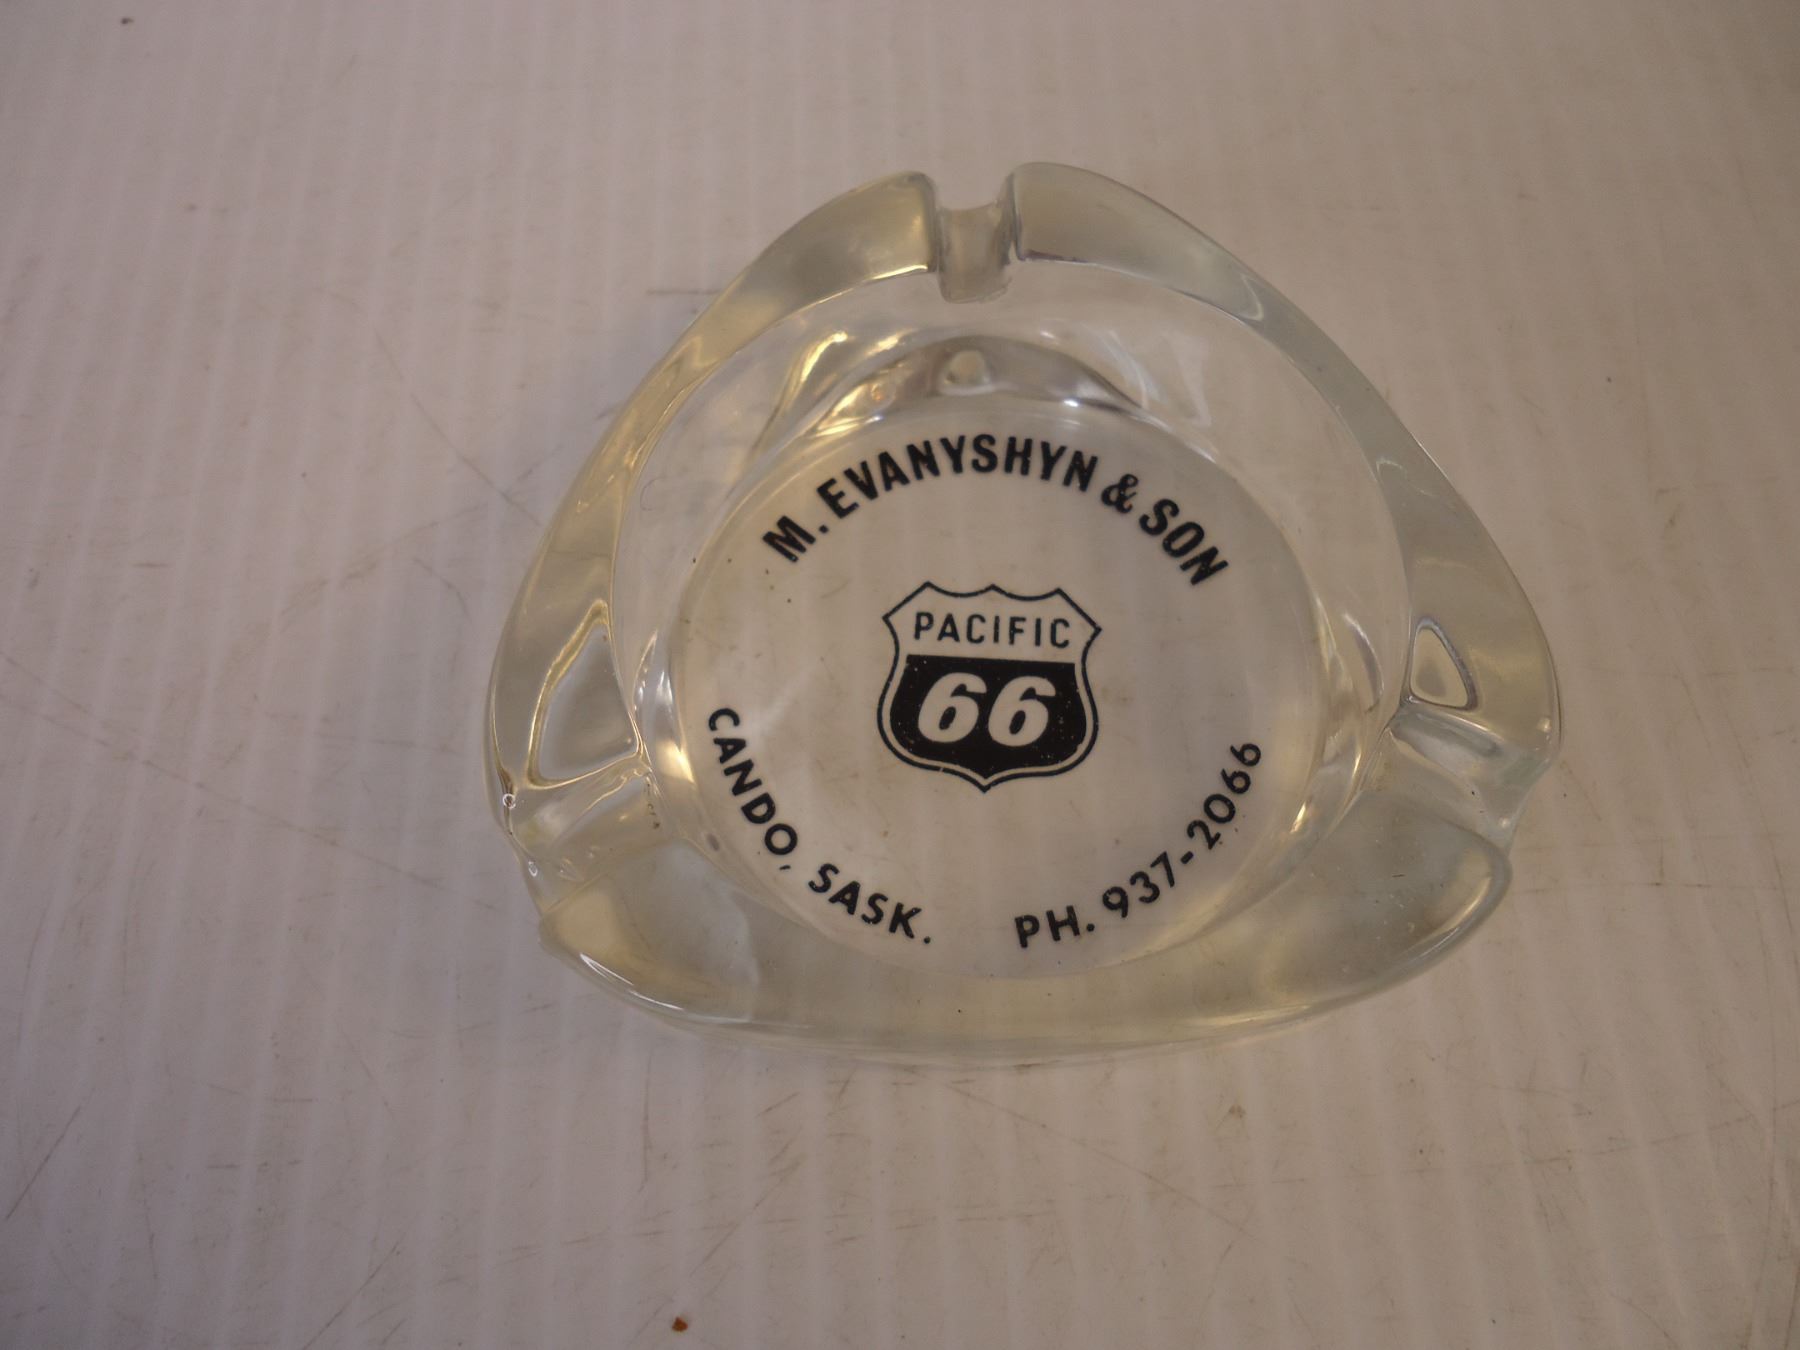 M. EVANYSHYN & SON
PACIFIC
66
CANDO, SASK.
PH. 937-2066